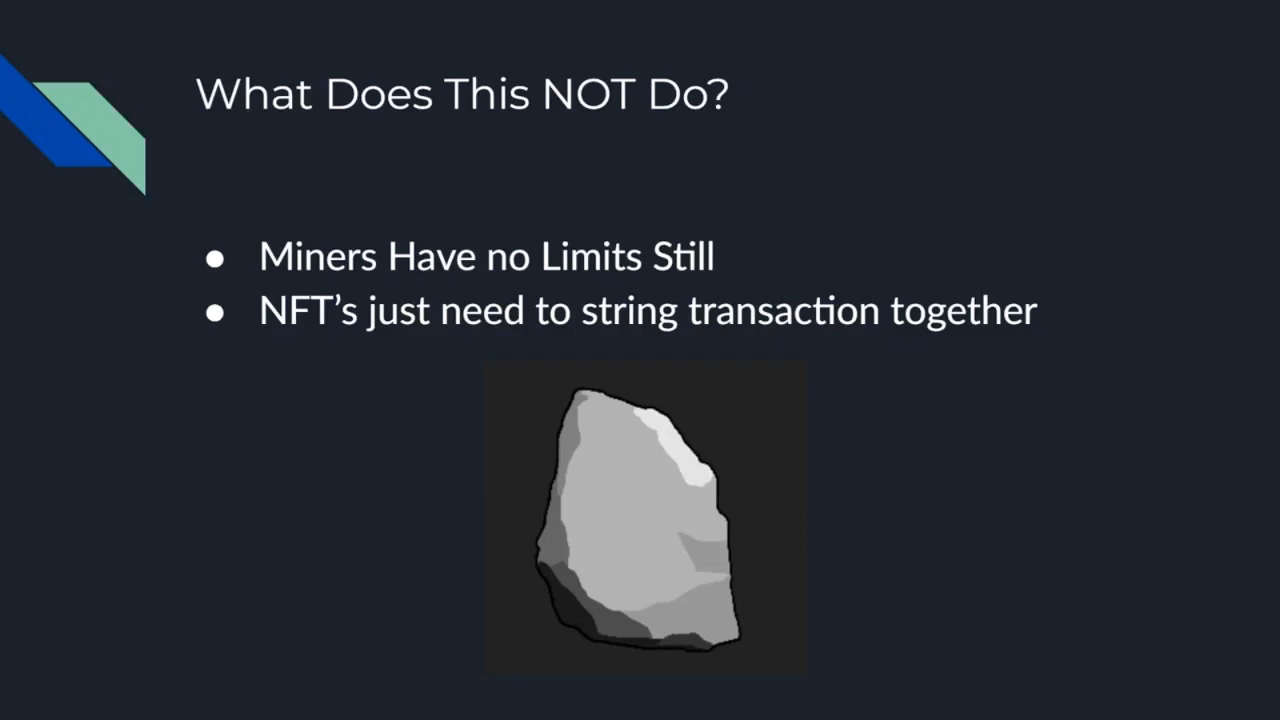 What Does This NOT Do?
● Miners Have no Limits Still
● NFT’s just need to string transaction together